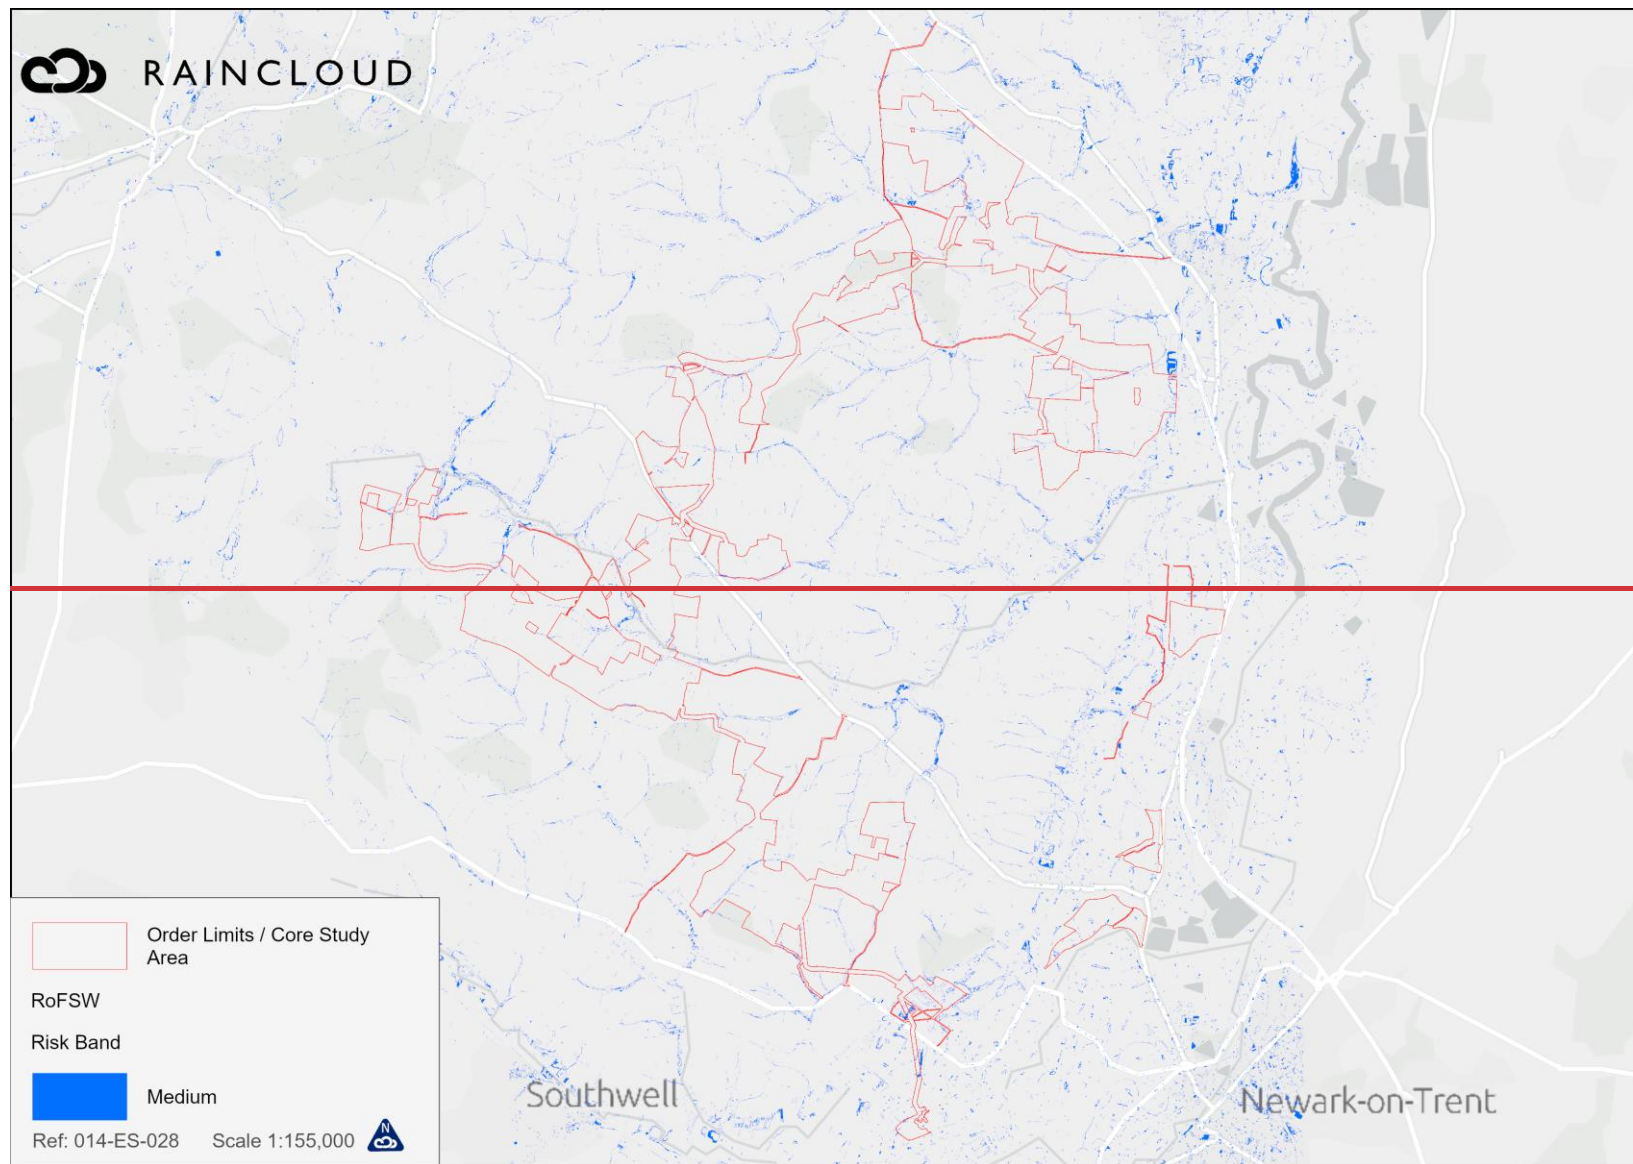 RAINCLOUD
Southwell
Newark-on-Trent
Order Limits / Core Study
Area
RoFSW
Risk Band
Medium
Ref: 014-ES-028 Scale 1:155,000
N